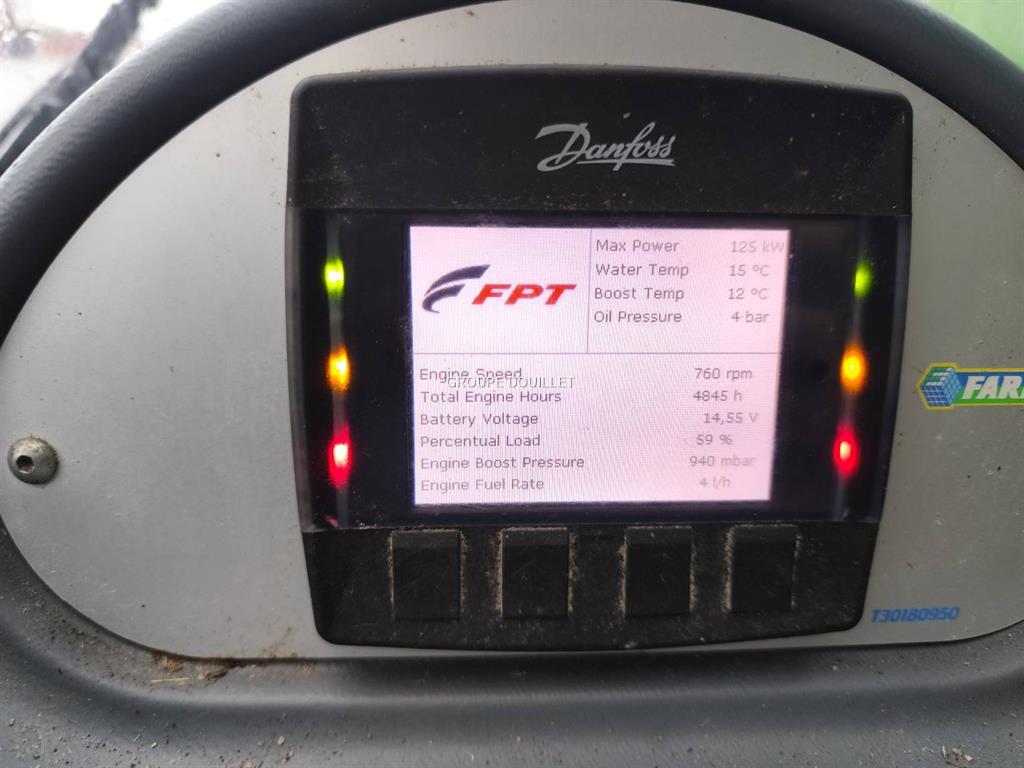 Danfoss
FPT
Max Power 125 kW
Water Temp 15 ºC
Boost Temp 12 ºC
Oil Pressure 4 bar
Engine Speed 760 rpm
GROUPE DOUILLET
Total Engine Hours 4845 h
Battery Voltage 14,55 V
Percentual Load 59 %
Engine Boost Pressure 940 mbar
Engine Fuel Rate 4 l/h
T30180950